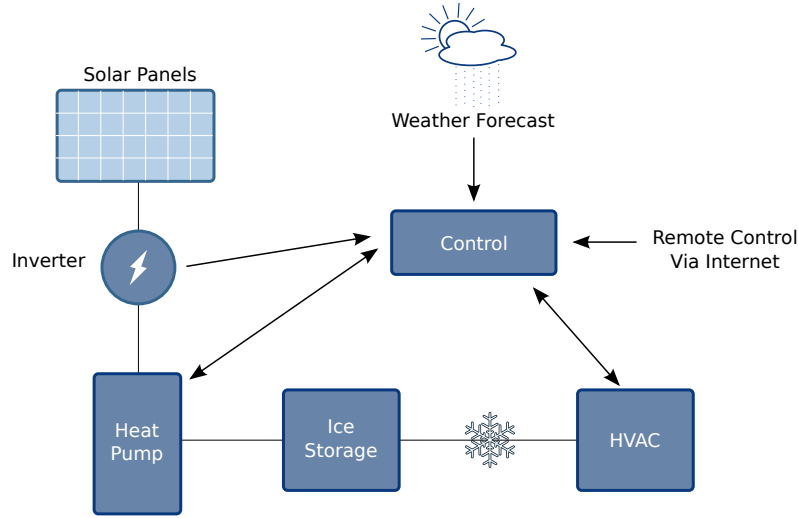 Solar Panels
Weather Forecast
Control
Remote Control
Via Internet
Inverter
Heat
Pump
Ice
Storage
HVAC